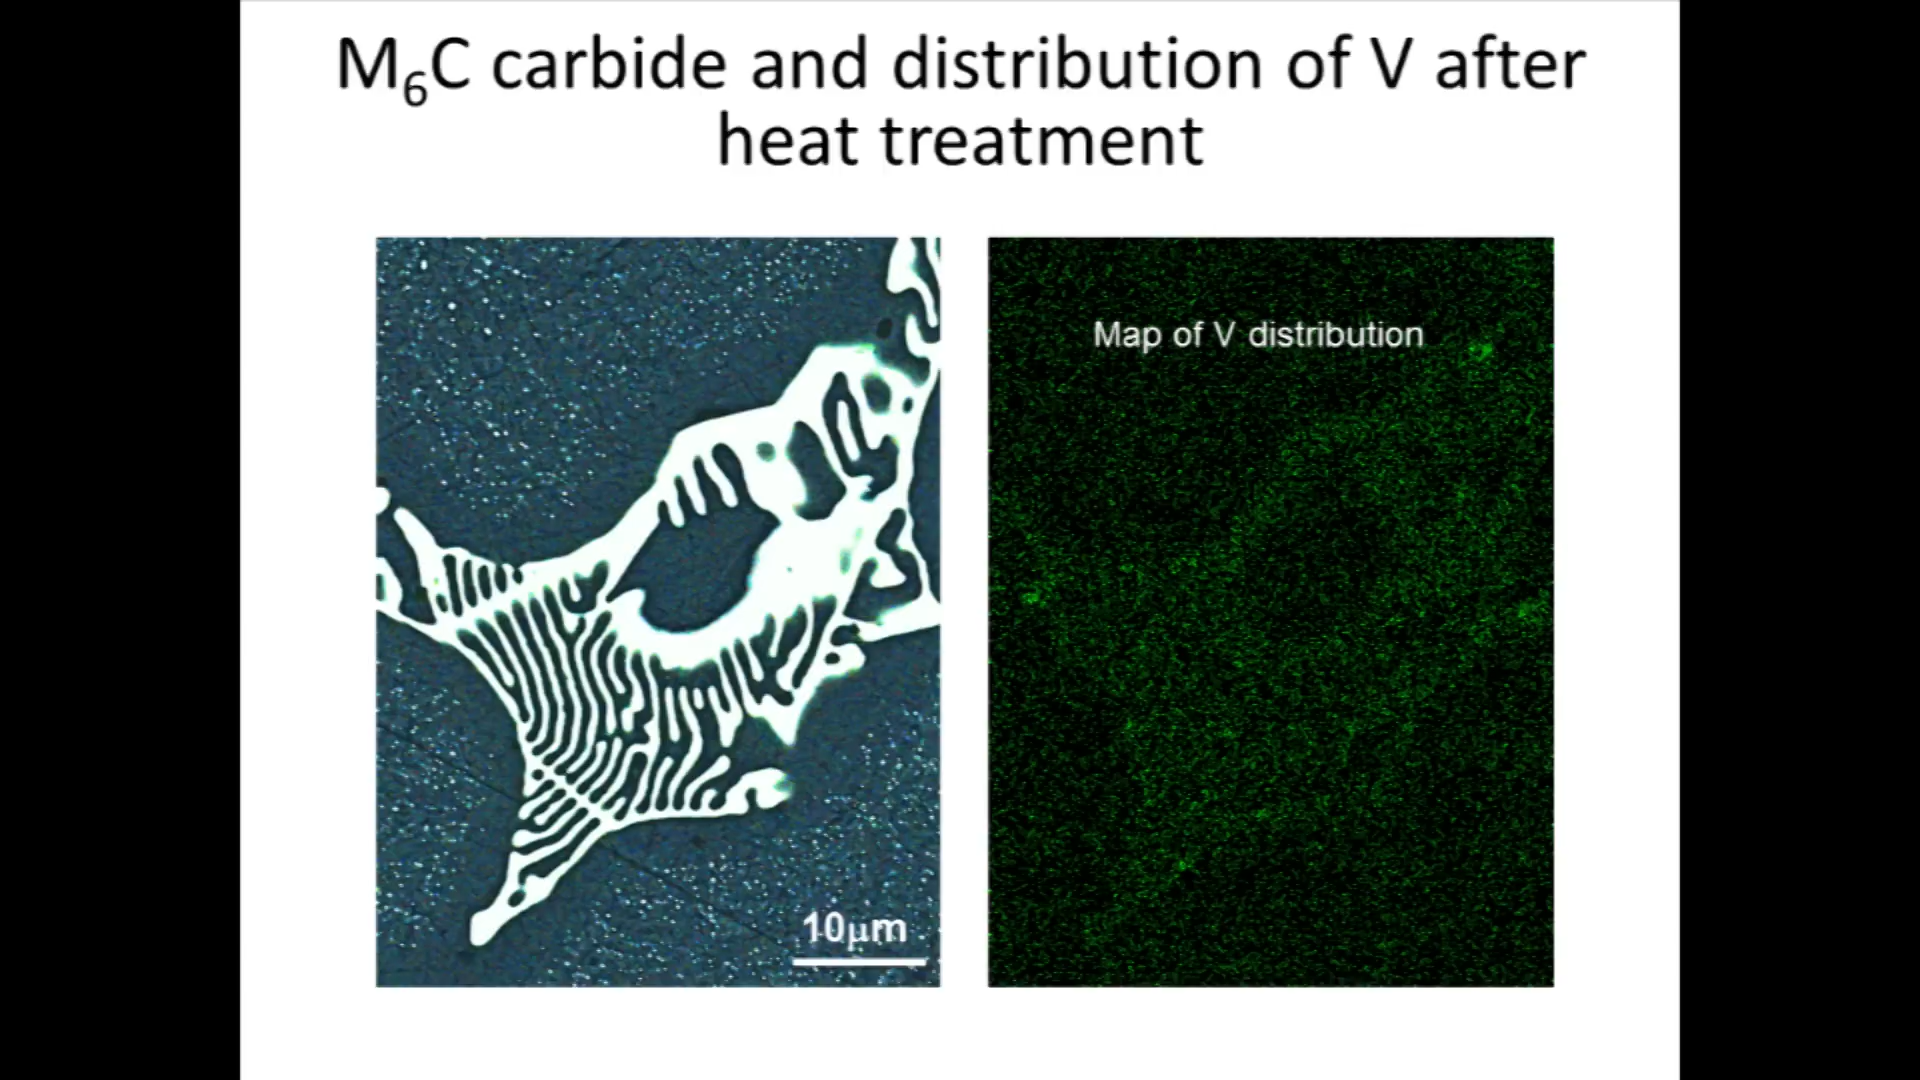 M₆C carbide and distribution of V after
heat treatment
Map of V distribution
10μm